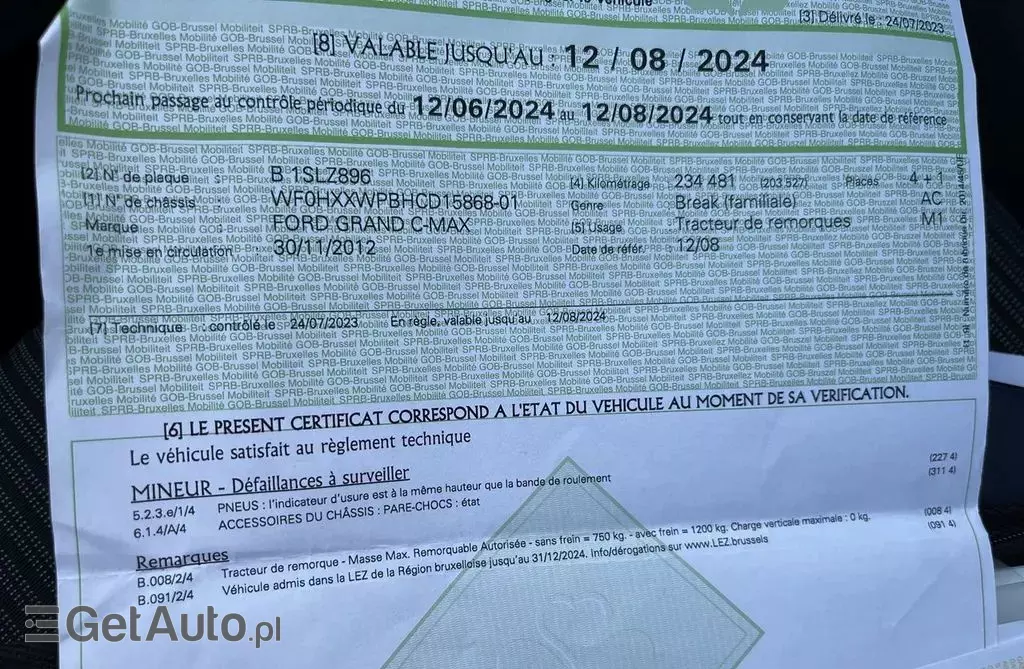 véhicule
[3] Délivré le : 24/07/2023
[8] VALABLE JUSQU'AU : 12 / 08 / 2024
Prochain passage au contrôle périodique du 12/06/2024 au 12/08/2024 tout en conservant la date de référence
[2] N° de plaque B 1SLZ896 [4] Kilométrage 234 481 (203 527) Places 4 + 1
[1] N° de châssis : WF0HXXWPBHCD15868-01 Genre Break (familiale) AC
Marque : FORD GRAND C-MAX [5] Usage : Tracteur de remorques M1
1e mise en circulation 30/11/2012 Date de référ. 12/08
[7] Technique : contrôlé le : 24/07/2023 En règle, valable jusqu'au 12/08/2024
[6] LE PRESENT CERTIFICAT CORRESPOND A L'ETAT DU VEHICULE AU MOMENT DE SA VERIFICATION.
Le véhicule satisfait au règlement technique
MINEUR - Défaillances à surveiller
5.2.3.e/1/4 PNEUS : l'indicateur d'usure est à la même hauteur que la bande de roulement (227 4)
6.1.4/A/4 ACCESSOIRES DU CHÂSSIS : PARE-CHOCS : état (311 4)
Remarques
B.008/2/4 Tracteur de remorque - Masse Max. Remorquable Autorisée - sans frein = 750 kg. - avec frein = 1200 kg. Charge verticale maximale : 0 kg. (008 4)
B.091/2/4 Véhicule admis dans la LEZ de la Région bruxelloise jusqu'au 31/12/2024. Info/dérogations sur www.LEZ.brussels (091 4)
GetAuto.pl